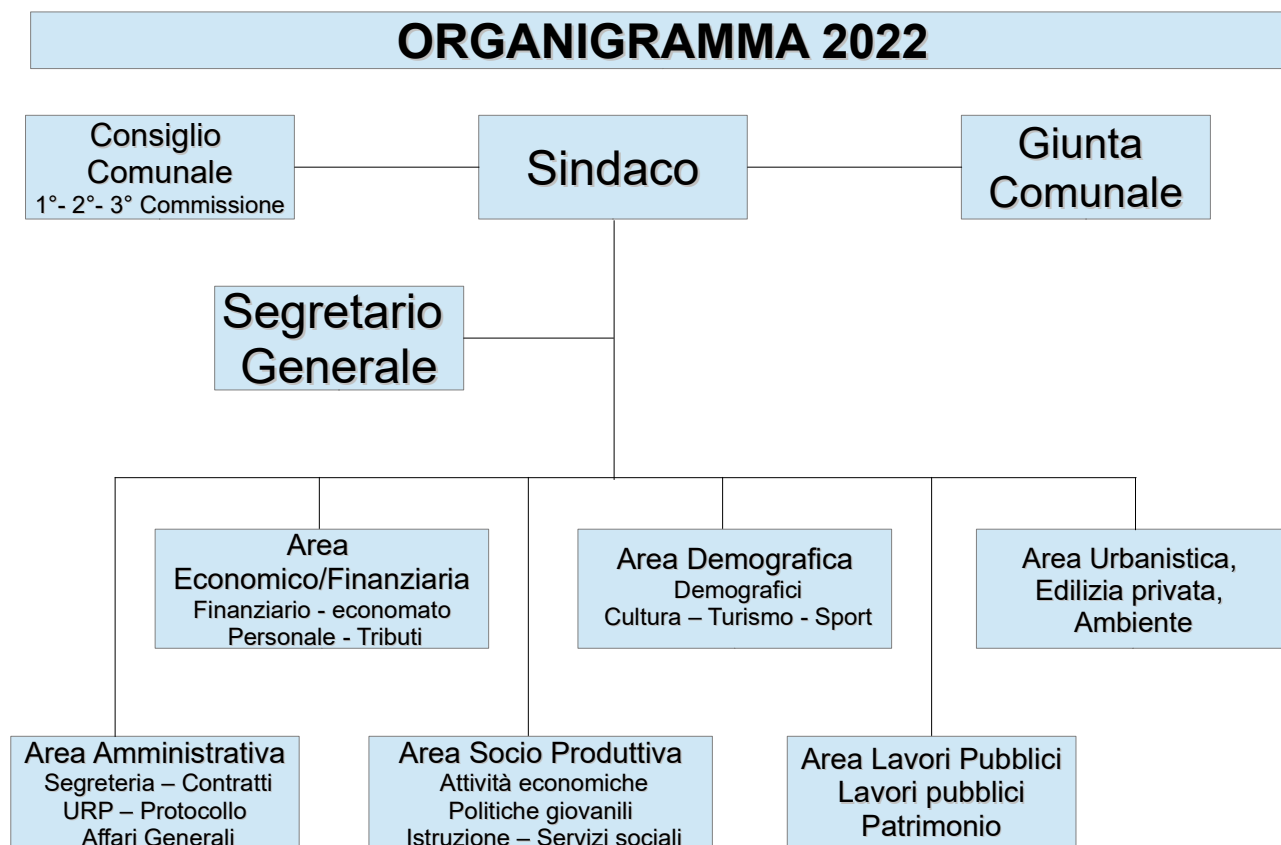 ORGANIGRAMMA 2022
Consiglio
Comunale
1°- 2°- 3° Commissione
Sindaco
Giunta
Comunale
Segretario
Generale
Area
Economico/Finanziaria
Finanziario - economato
Personale - Tributi
Area Demografica
Demografici
Cultura – Turismo - Sport
Area Urbanistica,
Edilizia privata,
Ambiente
Area Amministrativa
Segreteria – Contratti
URP – Protocollo
Affari Generali
Area Socio Produttiva
Attività economiche
Politiche giovanili
Istruzione – Servizi sociali
Area Lavori Pubblici
Lavori pubblici
Patrimonio